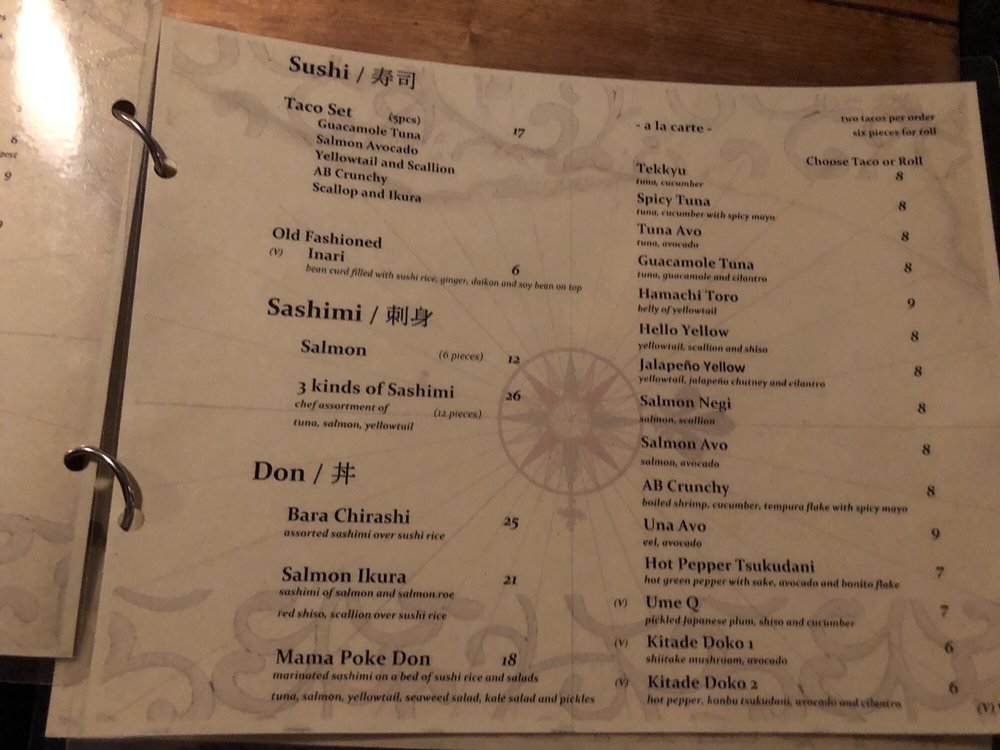 6
9
Sushi / 寿司
Taco Set (5pcs) 17
Guacamole Tuna
Salmon Avocado
Yellowtail and Scallion
AB Crunchy
Scallop and Ikura
Old Fashioned
(V) Inari 6
bean curd filled with sushi rice, ginger, daikon and soy bean on top
Sashimi / 刺身
Salmon (6 pieces) 12
3 kinds of Sashimi 26
chef assortment of (12 pieces)
tuna, salmon, yellowtail
Don / 丼
Bara Chirashi 25
assorted sashimi over sushi rice
Salmon Ikura 21
sashimi of salmon and salmon roe
red shiso, scallion over sushi rice
Mama Poke Don 18
marinated sashimi on a bed of sushi rice and salads
tuna, salmon, yellowtail, seaweed salad, kale salad and pickles
- a la carte -
two tacos per order
six pieces for roll
Choose Taco or Roll
Tekkyu 8
tuna, cucumber
Spicy Tuna 8
tuna, cucumber with spicy mayo
Tuna Avo 8
tuna, avocado
Guacamole Tuna 8
tuna, guacamole and cilantro
Hamachi Toro 9
belly of yellowtail
Hello Yellow 8
yellowtail, scallion and shiso
Jalapeño Yellow 8
yellowtail, jalapeño chutney and cilantro
Salmon Negi 8
salmon, scallion
Salmon Avo 8
salmon, avocado
AB Crunchy 8
boiled shrimp, cucumber, tempura flake with spicy mayo
Una Avo 9
eel, avocado
Hot Pepper Tsukudani 7
hot green pepper with sake, avocado and bonito flake
(V) Ume Q 7
pickled Japanese plum, shiso and cucumber
(V) Kitade Doko 1 6
shiitake mushroom, avocado
(V) Kitade Doko 2 6
hot pepper, konbu tsukudani, avocado and cilantro
(V)